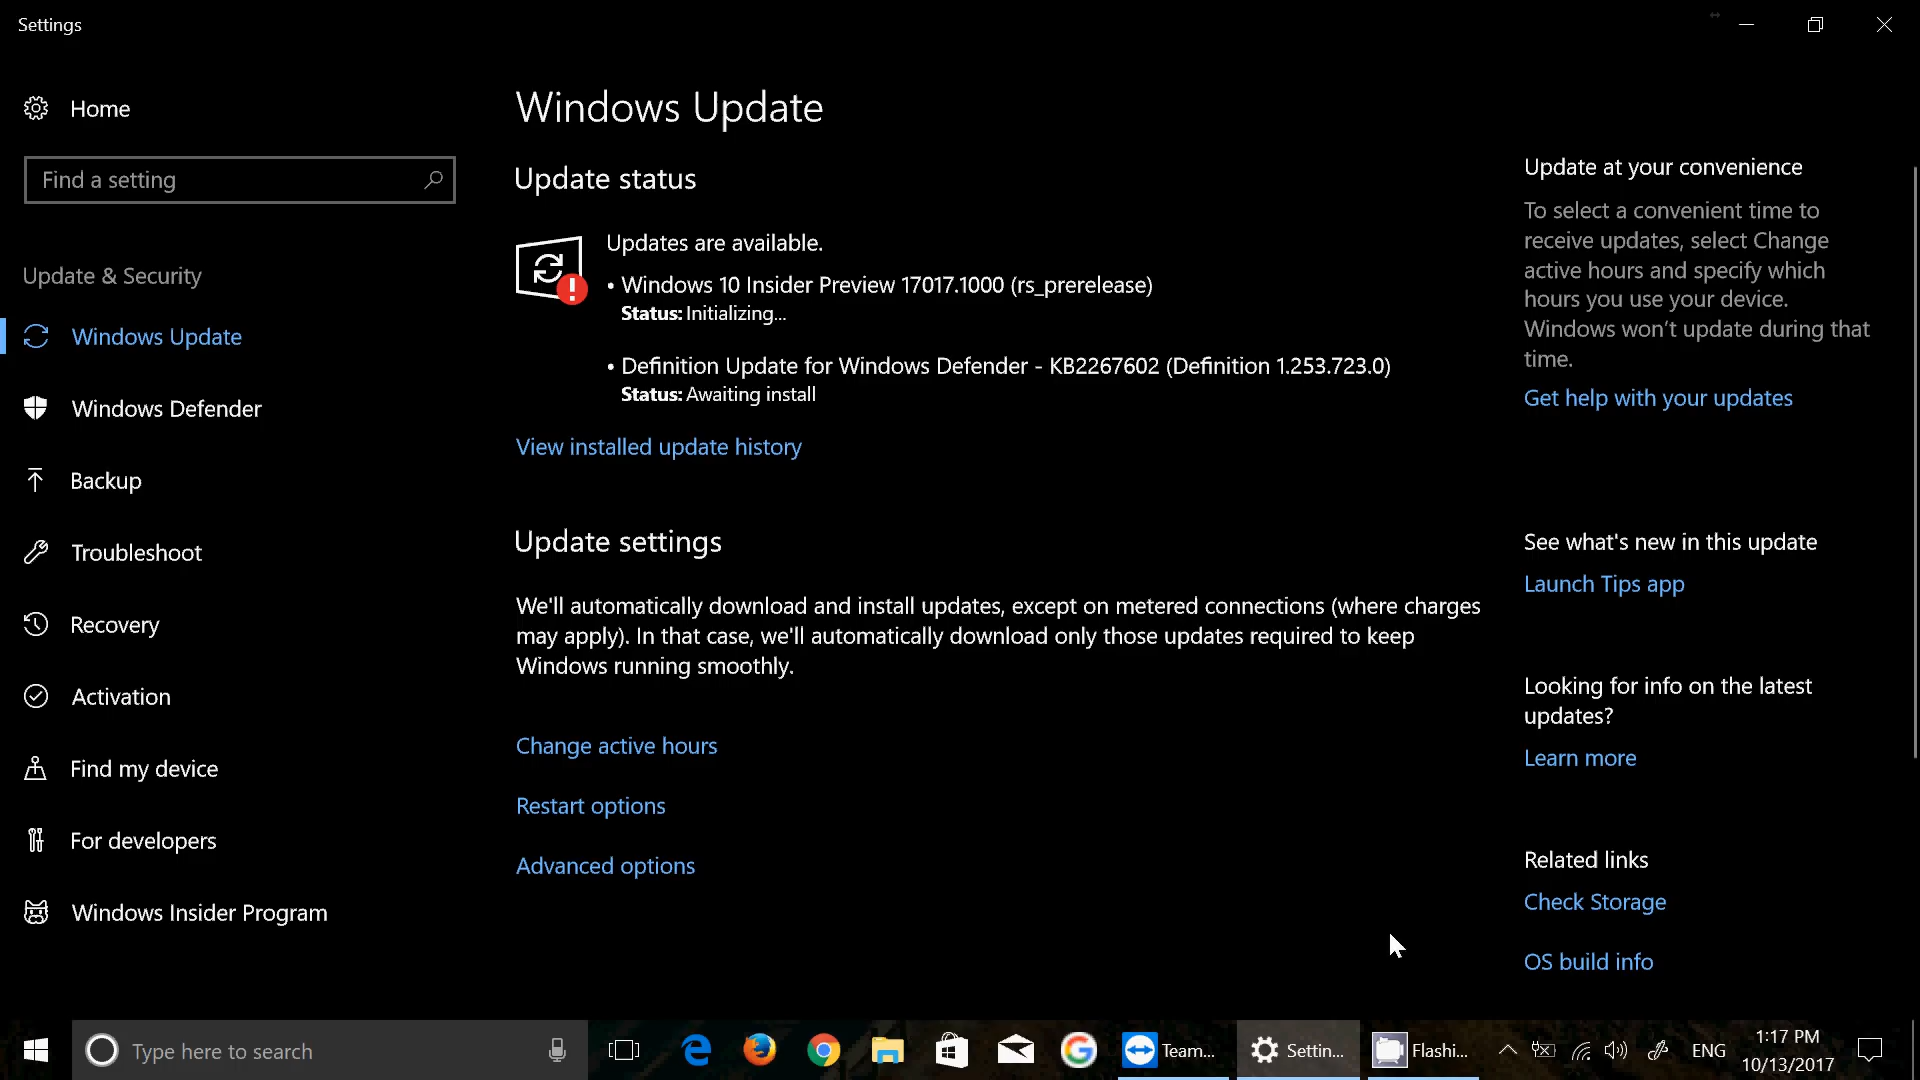 Settings
Home
Find a setting
Update & Security
Windows Update
Windows Defender
Backup
Troubleshoot
Recovery
Activation
Find my device
For developers
Windows Insider Program
Windows Update
Update status
Updates are available.
• Windows 10 Insider Preview 17017.1000 (rs_prerelease)
Status: Initializing...
• Definition Update for Windows Defender - KB2267602 (Definition 1.253.723.0)
Status: Awaiting install
View installed update history
Update settings
We'll automatically download and install updates, except on metered connections (where charges
may apply). In that case, we'll automatically download only those updates required to keep
Windows running smoothly.
Change active hours
Restart options
Advanced options
Update at your convenience
To select a convenient time to
receive updates, select Change
active hours and specify which
hours you use your device.
Windows won't update during that
time.
Get help with your updates
See what's new in this update
Launch Tips app
Looking for info on the latest
updates?
Learn more
Related links
Check Storage
OS build info
Type here to search
Team...
Settin...
Flashi...
ENG
1:17 PM
10/13/2017